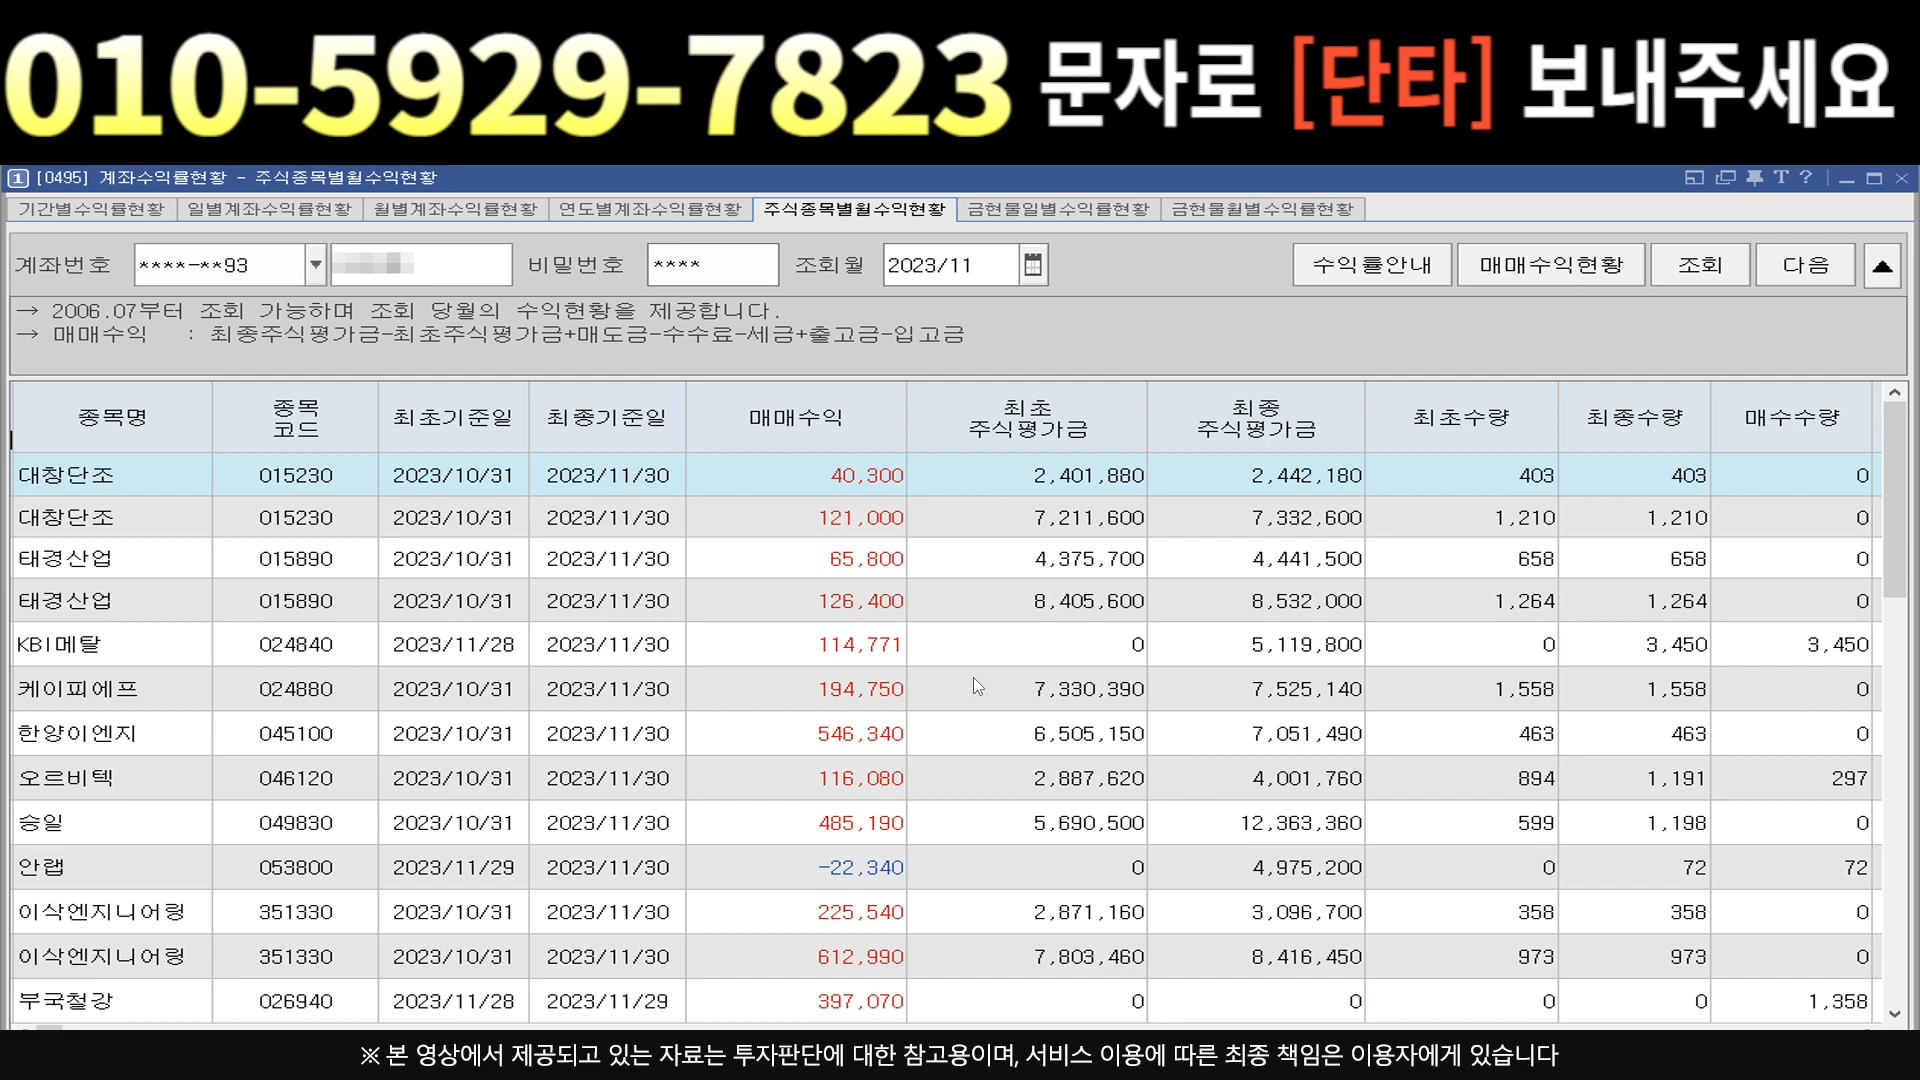 010-5929-7823 문자로 [단타] 보내주세요
1 [0495] 계좌수익률현황 - 주식종목별월수익현황
기간별수익률현황 일별계좌수익률현황 월별계좌수익률현황 연도별계좌수익률현황 주식종목별월수익현황 금현물일별수익률현황 금현물월별수익률현황
계좌번호 ****-**93 비밀번호 **** 조회월 2023/11 수익률안내 매매수익현황 조회 다음
→ 2006.07부터 조회 가능하며 조회 당월의 수익현황을 제공합니다.
→ 매매수익 : 최종주식평가금-최초주식평가금+매도금-수수료-세금+출고금-입고금
종목명 종목코드 최초기준일 최종기준일 매매수익 최초주식평가금 최종주식평가금 최초수량 최종수량 매수수량
대창단조 015230 2023/10/31 2023/11/30 40,300 2,401,880 2,442,180 403 403 0
대창단조 015230 2023/10/31 2023/11/30 121,000 7,211,600 7,332,600 1,210 1,210 0
태경산업 015890 2023/10/31 2023/11/30 65,800 4,375,700 4,441,500 658 658 0
태경산업 015890 2023/10/31 2023/11/30 126,400 8,405,600 8,532,000 1,264 1,264 0
KBI메탈 024840 2023/11/28 2023/11/30 114,771 0 5,119,800 0 3,450 3,450
케이피에프 024880 2023/10/31 2023/11/30 194,750 7,330,390 7,525,140 1,558 1,558 0
한양이엔지 045100 2023/10/31 2023/11/30 546,340 6,505,150 7,051,490 463 463 0
오르비텍 046120 2023/10/31 2023/11/30 116,080 2,887,620 4,001,760 894 1,191 297
승일 049830 2023/10/31 2023/11/30 485,190 5,690,500 12,363,360 599 1,198 0
안랩 053800 2023/11/29 2023/11/30 -22,340 0 4,975,200 0 72 72
이삭엔지니어링 351330 2023/10/31 2023/11/30 225,540 2,871,160 3,096,700 358 358 0
이삭엔지니어링 351330 2023/10/31 2023/11/30 612,990 7,803,460 8,416,450 973 973 0
부국철강 026940 2023/11/28 2023/11/29 397,070 0 0 0 0 1,358
※ 본 영상에서 제공되고 있는 자료는 투자판단에 대한 참고용이며, 서비스 이용에 따른 최종 책임은 이용자에게 있습니다